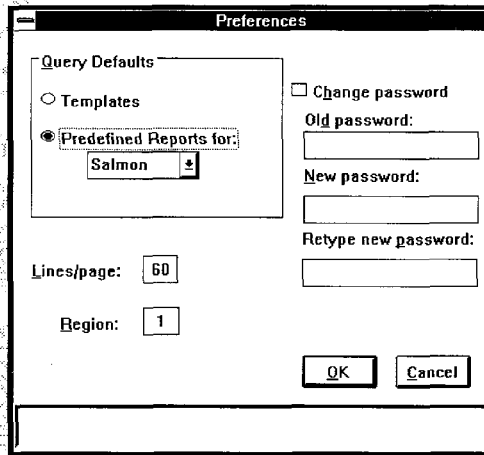 Preferences
Query Defaults
Templates
Predefined Reports for:
Salmon
Lines/page: 60
Region: 1
Change password
Old password:
New password:
Retype new password:
OK Cancel